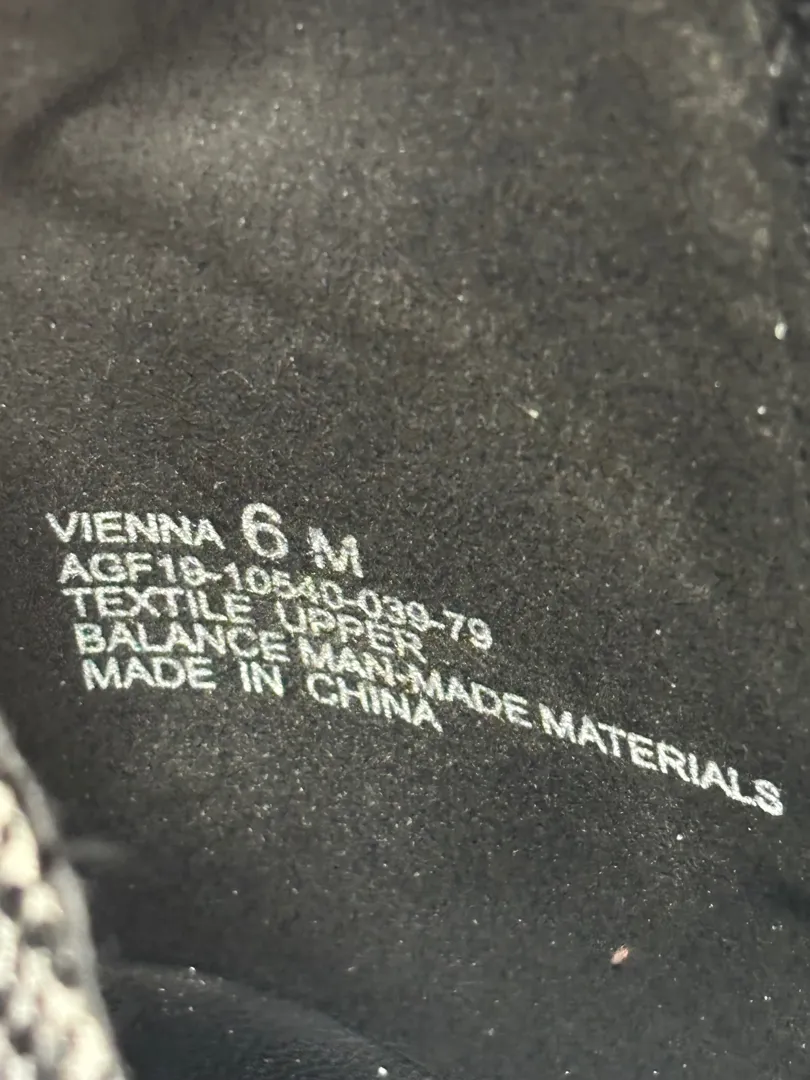 VIENNA 6 M
AGF18-10540-039-79
TEXTILE UPPER
BALANCE MAN-MADE MATERIALS
MADE IN CHINA